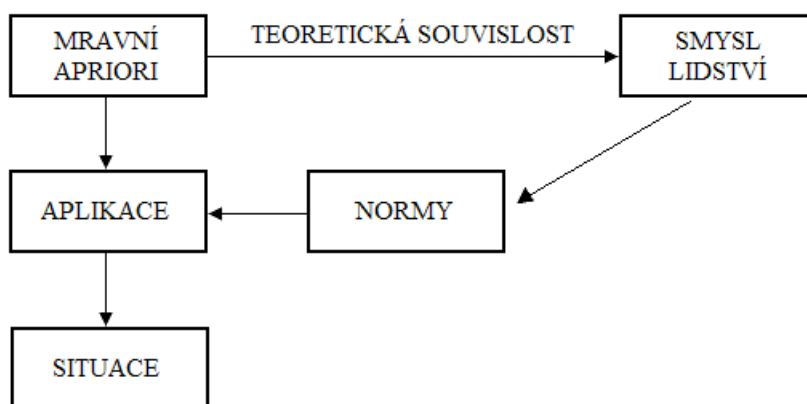 MRAVNÍ
APRIORI
TEORETICKÁ SOUVISLOST
SMYSL
LIDSTVÍ
APLIKACE
NORMY
SITUACE